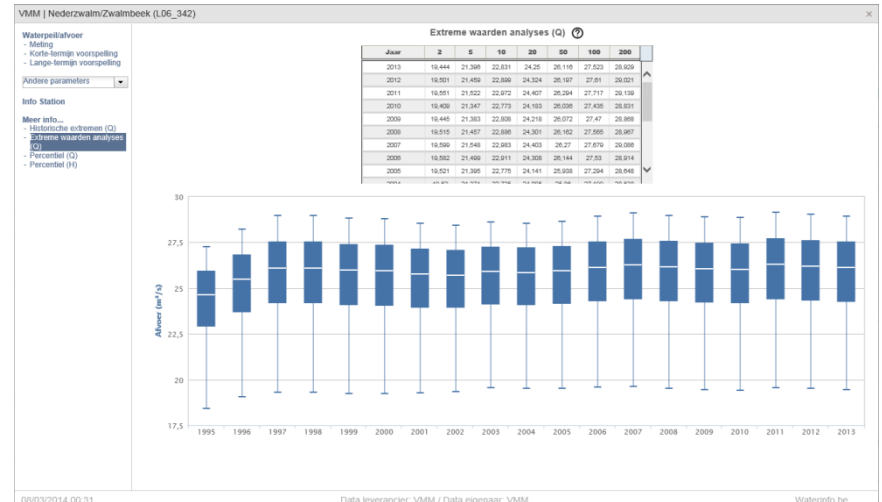 VMM | Nederzwalm/Zwalmbeek (L06_342) ×
Waterpeil/afvoer
- Meting
- Korte-termijn voorspelling
- Lange-termijn voorspelling
Andere parameters
Info Station
Meer info...
- Historische extremen (Q)
- Extreme waarden analyses
(Q)
- Percentiel (Q)
- Percentiel (H)
Extreme waarden analyses (Q) ?
Jaar 2 5 10 20 50 100 200
2013 19,444 21,396 22,831 24,25 26,116 27,523 28,929
2012 19,501 21,459 22,899 24,324 26,197 27,61 29,021
2011 19,551 21,522 22,972 24,407 26,294 27,717 29,139
2010 19,409 21,347 22,773 24,183 26,036 27,435 28,831
2009 19,445 21,383 22,808 24,218 26,072 27,47 28,868
2008 19,515 21,457 22,886 24,301 26,162 27,565 28,967
2007 19,599 21,548 22,983 24,403 26,27 27,679 29,086
2006 19,582 21,499 22,911 24,308 26,144 27,53 28,914
2005 19,521 21,395 22,775 24,141 25,938 27,294 28,648
30
27,5
25
22,5
20
17,5
Afvoer (m³/s)
1995 1996 1997 1998 1999 2000 2001 2002 2003 2004 2005 2006 2007 2008 2009 2010 2011 2012 2013
08/03/2014 00:31 Data leverancier: VMM / Data eigenaar: VMM Waterinfo.be